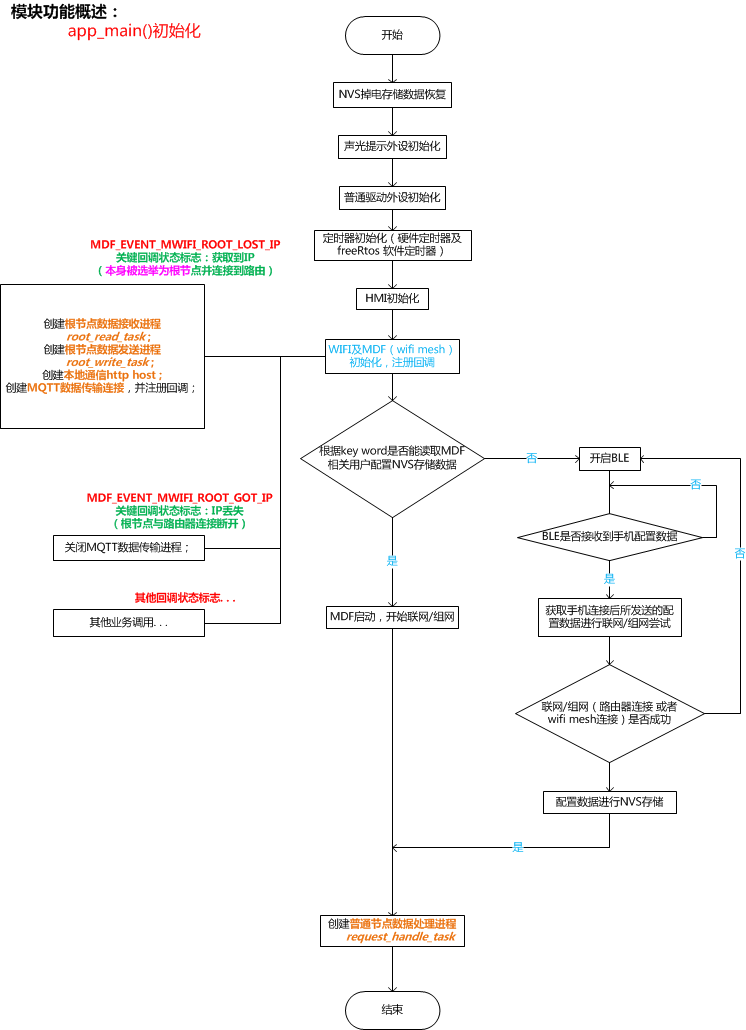 模块功能概述：
app_main()初始化
开始
NVS掉电存储数据恢复
声光提示外设初始化
普通驱动外设初始化
定时器初始化（硬件定时器及
freeRtos 软件定时器）
HMI初始化
WIFI及MDF（wifi mesh）
初始化，注册回调
MDF_EVENT_MWIFI_ROOT_LOST_IP
关键回调状态标志：获取到IP
（本身被选举为根节点并连接到路由）
创建根节点数据接收进程
root_read_task；
创建根节点数据发送进程
root_write_task；
创建本地通信http host；
创建MQTT数据传输连接，并注册回调；
根据key word是否能读取MDF
相关用户配置NVS存储数据
否
开启BLE
否
BLE是否接收到手机配置数据
否
是
是
MDF_EVENT_MWIFI_ROOT_GOT_IP
关键回调状态标志：IP丢失
（根节点与路由器连接断开）
关闭MQTT数据传输进程；
其他回调状态标志. . .
其他业务调用. . .
MDF启动，开始联网/组网
获取手机连接后所发送的配
置数据进行联网/组网尝试
联网/组网（路由器连接 或者
wifi mesh连接）是否成功
配置数据进行NVS存储
是
创建普通节点数据处理进程
request_handle_task
结束